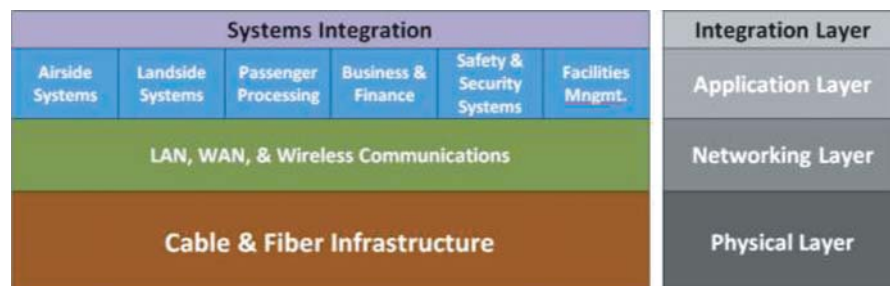 Systems Integration
Integration Layer
Airside
Systems
Landside
Systems
Passenger
Processing
Business &
Finance
Safety &
Security
Systems
Facilities
Mngmt.
Application Layer
LAN, WAN, & Wireless Communications
Networking Layer
Cable & Fiber Infrastructure
Physical Layer